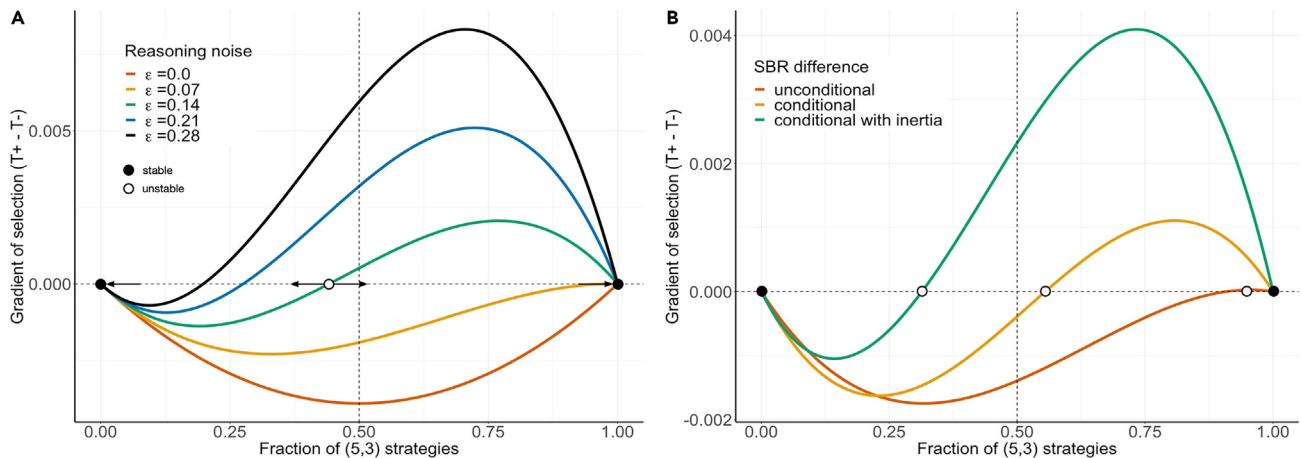 A
Reasoning noise
ε =0.0
ε =0.07
ε =0.14
ε =0.21
ε =0.28
stable
unstable
Gradient of selection (T+ - T-)
0.005
0.000
0.00
0.25
0.50
0.75
1.00
Fraction of (5,3) strategies
B
SBR difference
unconditional
conditional
conditional with inertia
Gradient of selection (T+ - T-)
0.004
0.002
0.000
-0.002
0.00
0.25
0.50
0.75
1.00
Fraction of (5,3) strategies